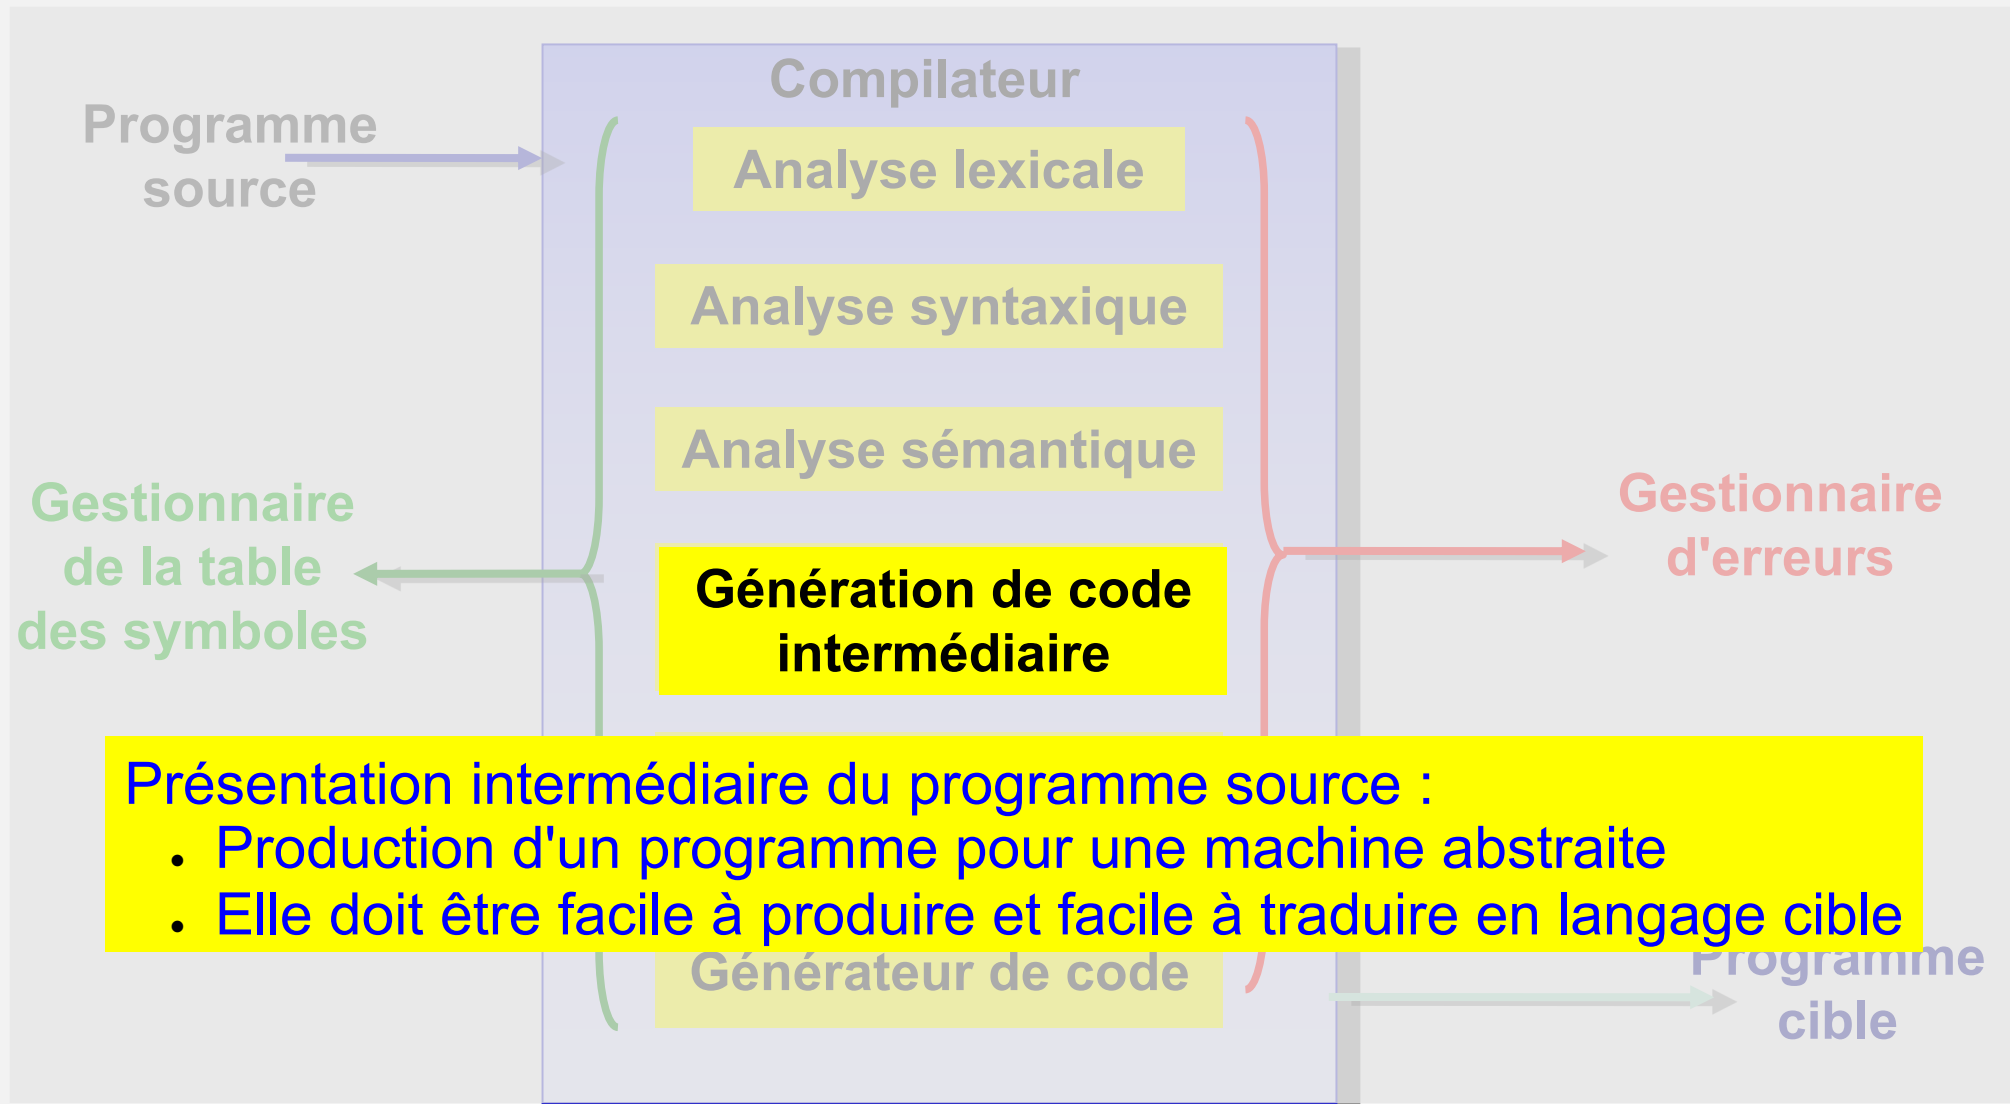 Compilateur
Programme
source
Analyse lexicale
Analyse syntaxique
Analyse sémantique
Gestionnaire
de la table
des symboles
Gestionnaire
d'erreurs
Génération de code
intermédiaire
Présentation intermédiaire du programme source :
• Production d'un programme pour une machine abstraite
• Elle doit être facile à produire et facile à traduire en langage cible
Générateur de code
Programme
cible